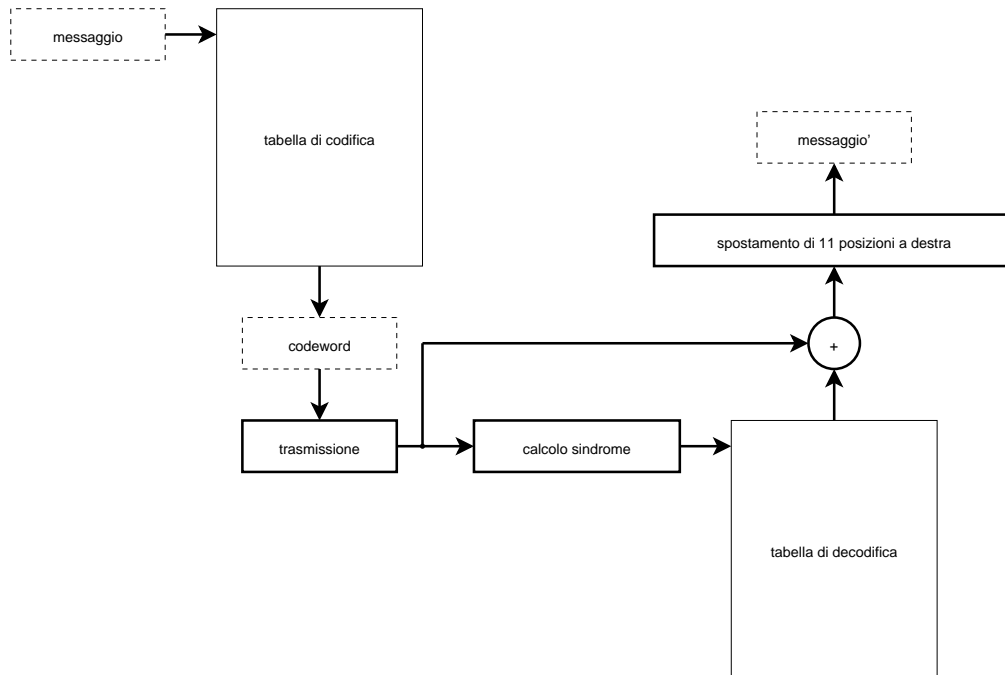 messaggio
tabella di codifica
messaggio’
spostamento di 11 posizioni a destra
codeword
+
trasmissione
calcolo sindrome
tabella di decodifica